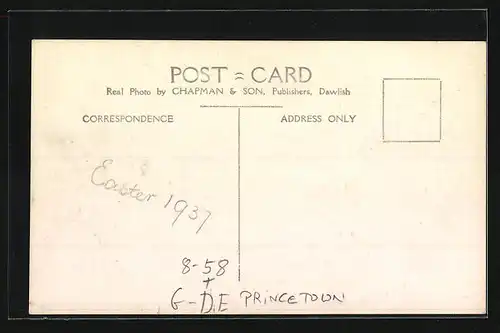 POST = CARD
Real Photo by CHAPMAN & SON, Publishers, Dawlish
CORRESPONDENCE
ADDRESS ONLY
Easter 1937
8-58
+
G-D.E PRINCETOWN